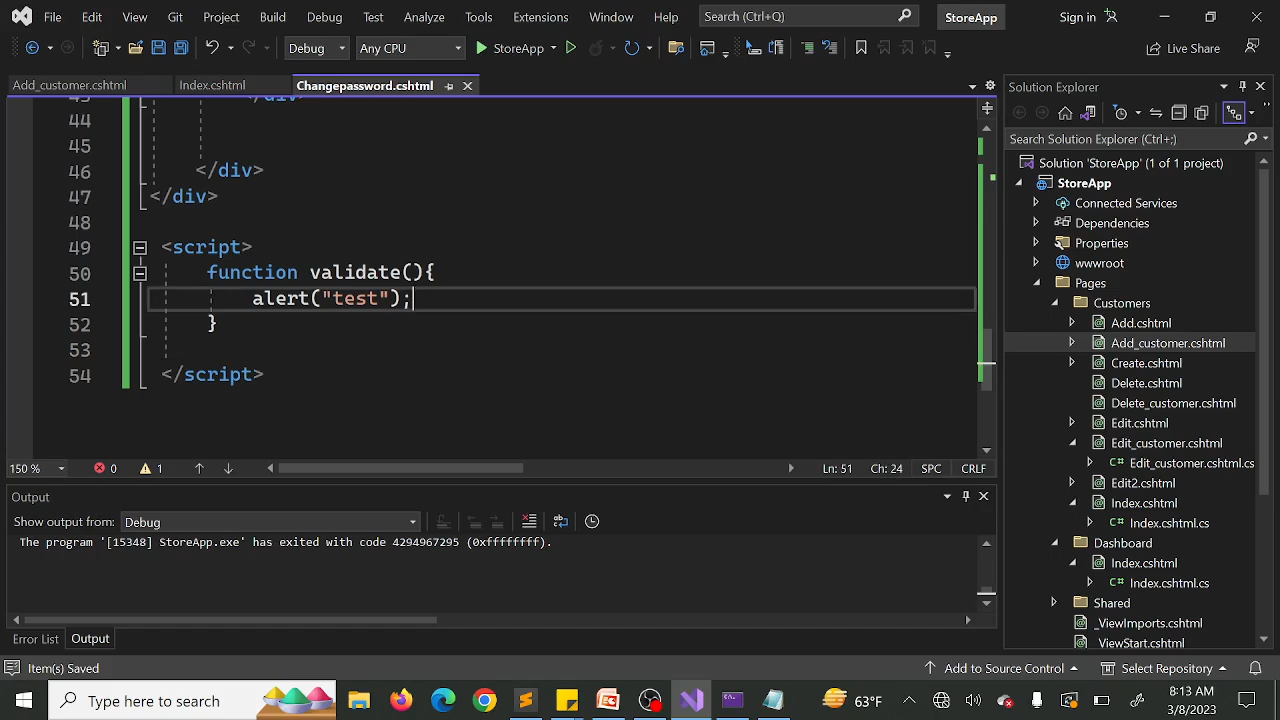 File Edit View Git Project Build Debug Test Analyze Tools Extensions Window Help Search (Ctrl+Q) StoreApp Sign in
Debug Any CPU StoreApp Live Share
Add_customer.cshtml Index.cshtml Changepassword.cshtml
44
45
46 </div>
47 </div>
48
49 <script>
50 function validate(){
51 alert("test");
52 }
53
54 </script>
150 % 0 1 Ln: 51 Ch: 24 SPC CRLF
Output
Show output from: Debug
The program '[15348] StoreApp.exe' has exited with code 4294967295 (0xffffffff).
Error List Output
Solution Explorer
Search Solution Explorer (Ctrl+;)
Solution 'StoreApp' (1 of 1 project)
StoreApp
Connected Services
Dependencies
Properties
wwwroot
Pages
Customers
Add.cshtml
Add_customer.cshtml
Create.cshtml
Delete.cshtml
Delete_customer.cshtml
Edit.cshtml
Edit_customer.cshtml
Edit_customer.cshtml.cs
Edit2.cshtml
Index.cshtml
Index.cshtml.cs
Dashboard
Index.cshtml
Index.cshtml.cs
Shared
_ViewImports.cshtml
_ViewStart.cshtml
Item(s) Saved Add to Source Control Select Repository
Type here to search 63°F 8:13 AM
3/8/2023